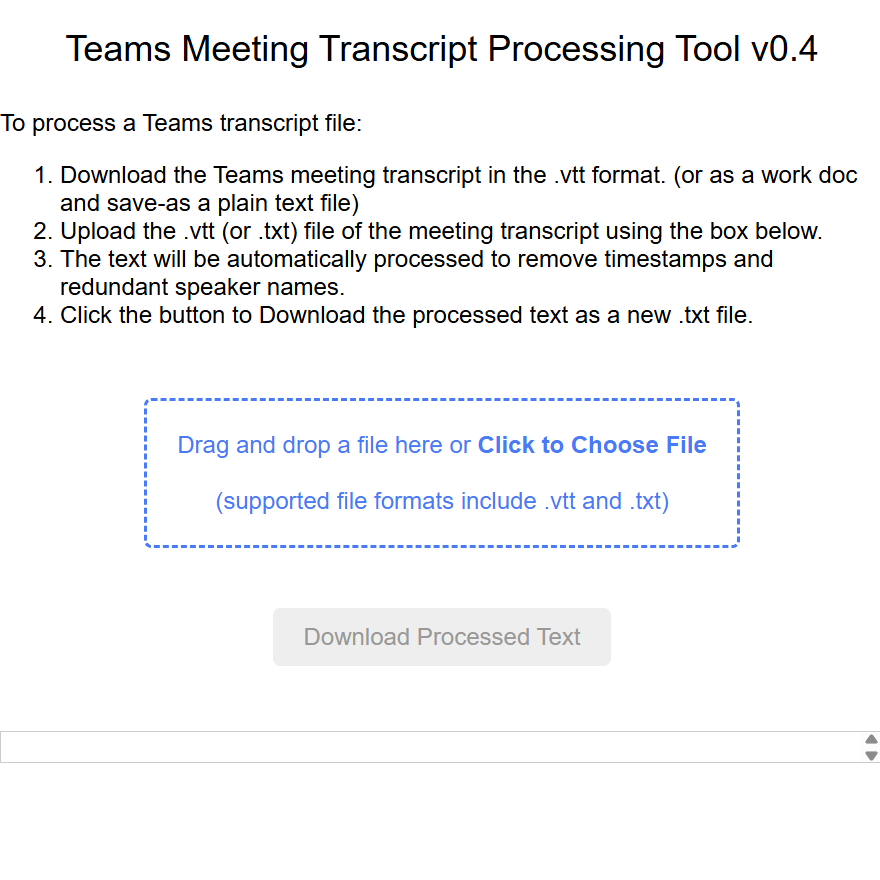 Teams Meeting Transcript Processing Tool v0.4
To process a Teams transcript file:
1. Download the Teams meeting transcript in the .vtt format. (or as a work doc
and save-as a plain text file)
2. Upload the .vtt (or .txt) file of the meeting transcript using the box below.
3. The text will be automatically processed to remove timestamps and
redundant speaker names.
4. Click the button to Download the processed text as a new .txt file.
Drag and drop a file here or Click to Choose File
(supported file formats include .vtt and .txt)
Download Processed Text